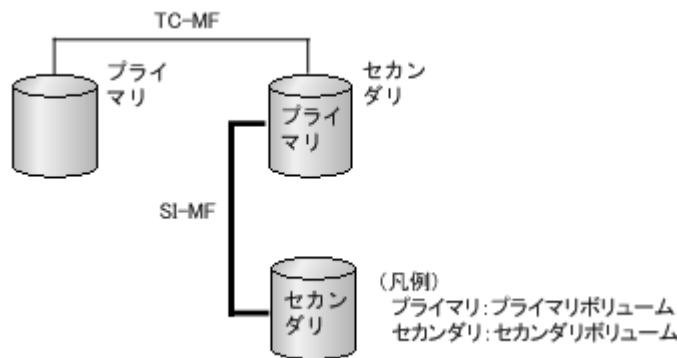 TC-MF
プライ
マリ
セカン
ダリ
プライ
マリ
SI-MF
セカン
ダリ
(凡例)
プライマリ:プライマリボリューム
セカンダリ:セカンダリボリューム